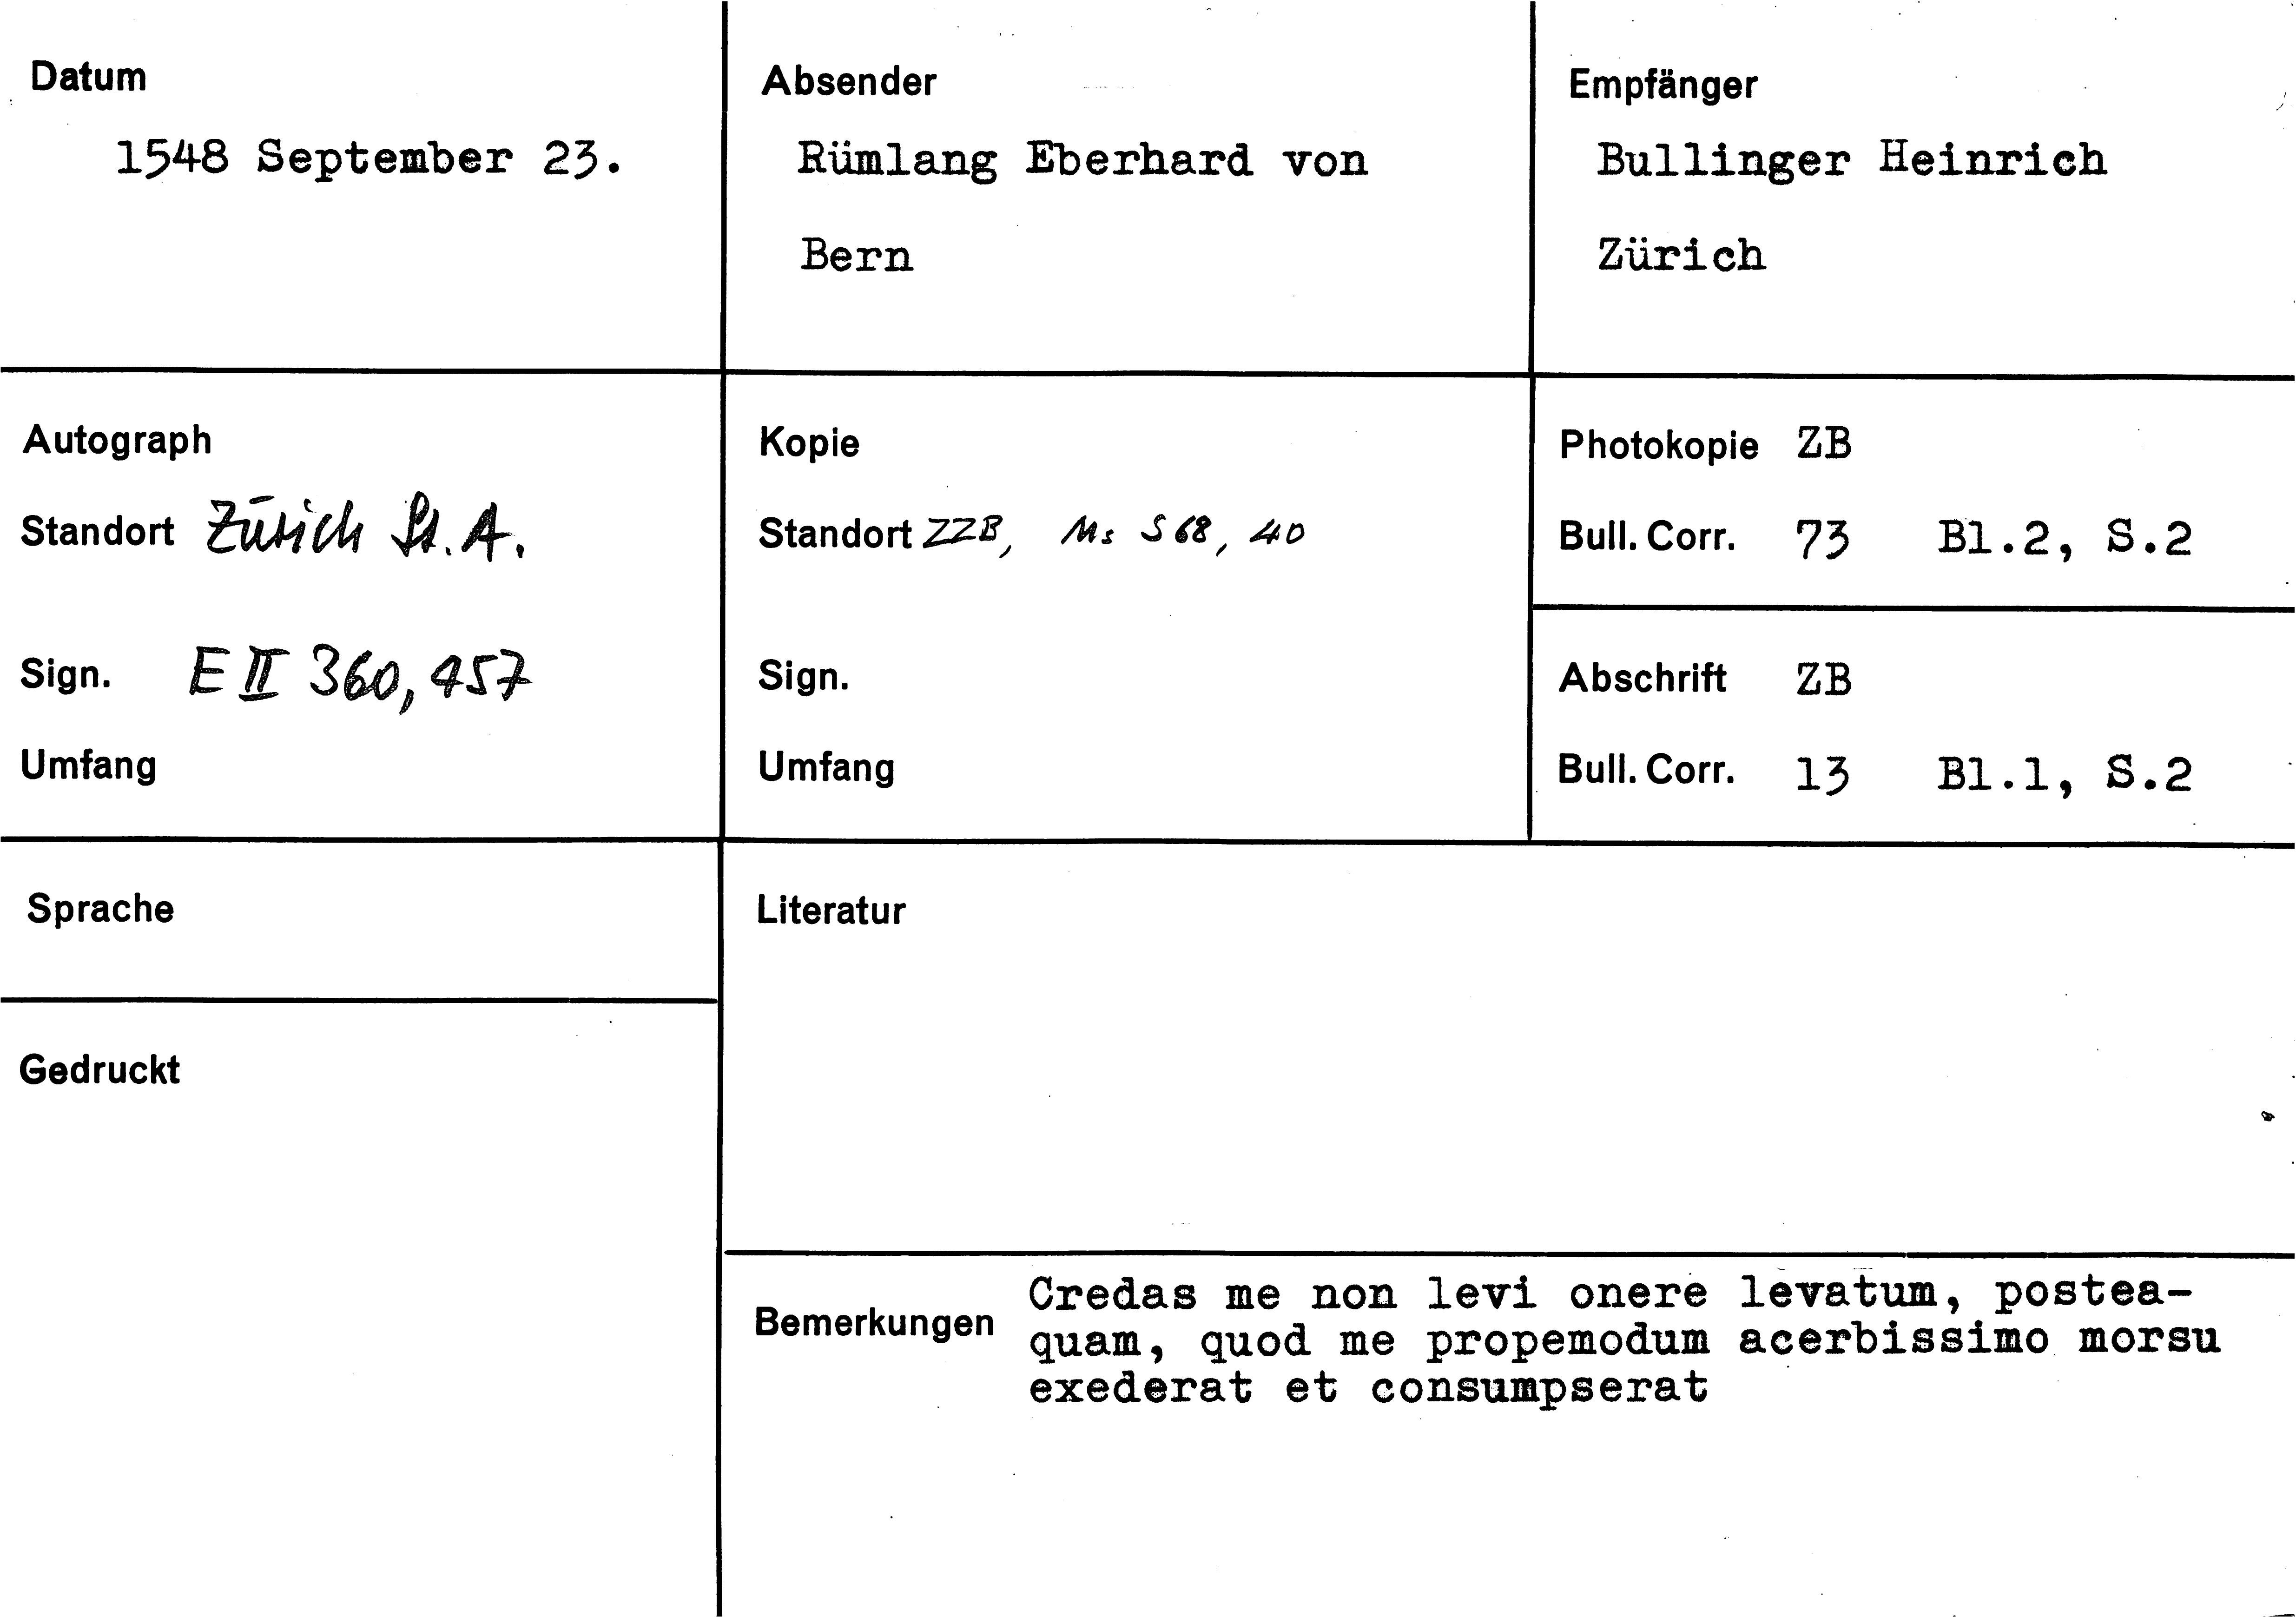 Datum
1548 September 23.
Absender
Rümlang Eberhard von
Bern
Empfänger
Bullinger Heinrich
Zürich
Autograph
Standort Zürich St. A.
Sign. E II 360, 457
Umfang
Kopie
Standort ZZB, Ms S 68, 40
Sign.
Umfang
Photokopie ZB
Bull. Corr. 73 Bl.2, S.2
Abschrift ZB
Bull. Corr. 13 Bl.1, S.2
Sprache
Gedruckt
Literatur
Bemerkungen
Credas me non levi onere levatum, postea-
quam, quod me propemodum acerbissimo morsu
exederat et consumpserat